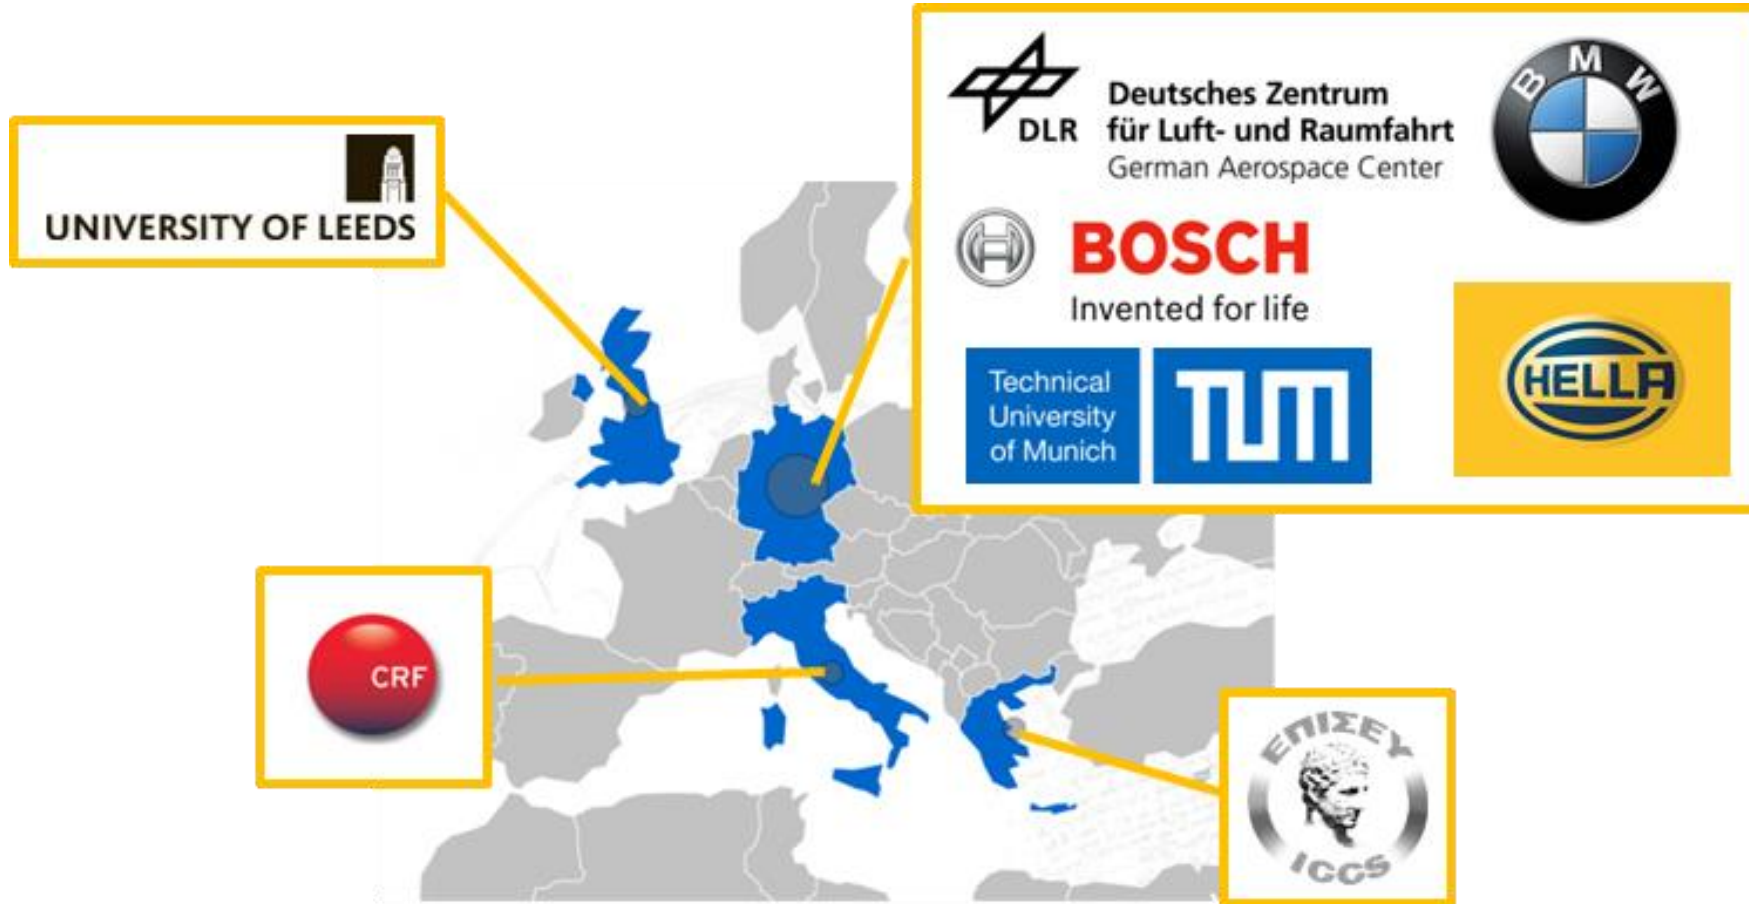 UNIVERSITY OF LEEDS
DLR
Deutsches Zentrum
für Luft- und Raumfahrt
German Aerospace Center
BMW
BOSCH
Invented for life
Technical
University
of Munich
TUM
HELLA
CRF
ΕΠΙΣΕΥ
ICCS